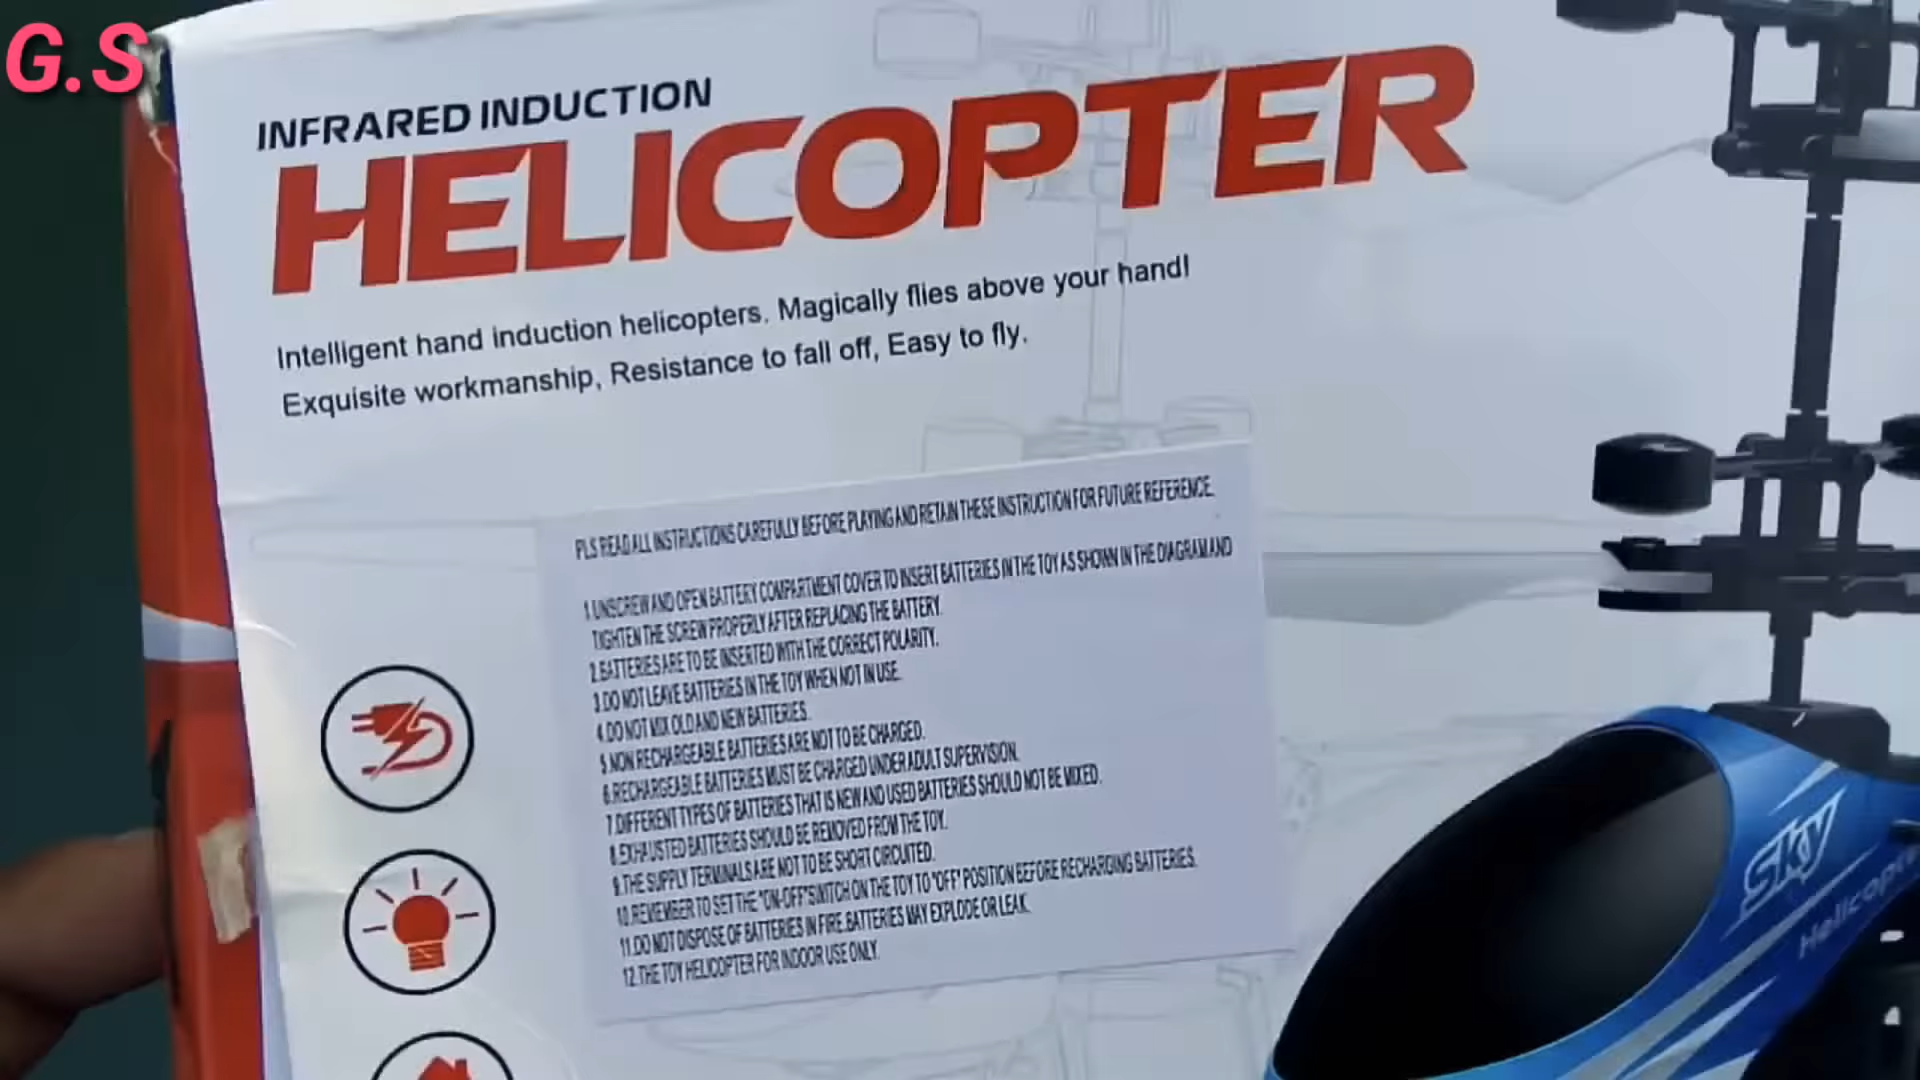 G.S
INFRARED INDUCTION
HELICOPTER
Intelligent hand induction helicopters. Magically flies above your hand!
Exquisite workmanship, Resistance to fall off, Easy to fly.
PLS READ ALL INSTRUCTIONS CAREFULLY BEFORE PLAYING AND RETAIN THESE INSTRUCTION FOR FUTURE REFERENCE.
1.UNSCREW AND OPEN BATTERY COMPARTMENT COVER TO INSERT BATTERIES IN THE TOY AS SHOWN IN THE DIAGRAM AND
TIGHTEN THE SCREW PROPERLY AFTER REPLACING THE BATTERY.
2.BATTERIES ARE TO BE INSERTED WITH THE CORRECT POLARITY.
3.DO NOT LEAVE BATTERIES IN THE TOY WHEN NOT IN USE.
4.DO NOT MIX OLD AND NEW BATTERIES.
5.NON RECHARGEABLE BATTERIES ARE NOT TO BE CHARGED.
6.RECHARGEABLE BATTERIES MUST BE CHARGED UNDER ADULT SUPERVISION.
7.DIFFERENT TYPES OF BATTERIES THAT IS NEW AND USED BATTERIES SHOULD NOT BE MIXED.
8.EXHAUSTED BATTERIES SHOULD BE REMOVED FROM THE TOY.
9.THE SUPPLY TERMINALS ARE NOT TO BE SHORT CIRCUITED.
10.REMEMBER TO SET THE "ON-OFF" SWITCH ON THE TOY TO "OFF" POSITION BEFORE RECHARGING BATTERIES.
11.DO NOT DISPOSE OF BATTERIES IN FIRE.BATTERIES MAY EXPLODE OR LEAK.
12.THE TOY HELICOPTER FOR INDOOR USE ONLY.
Sky
Helicopter